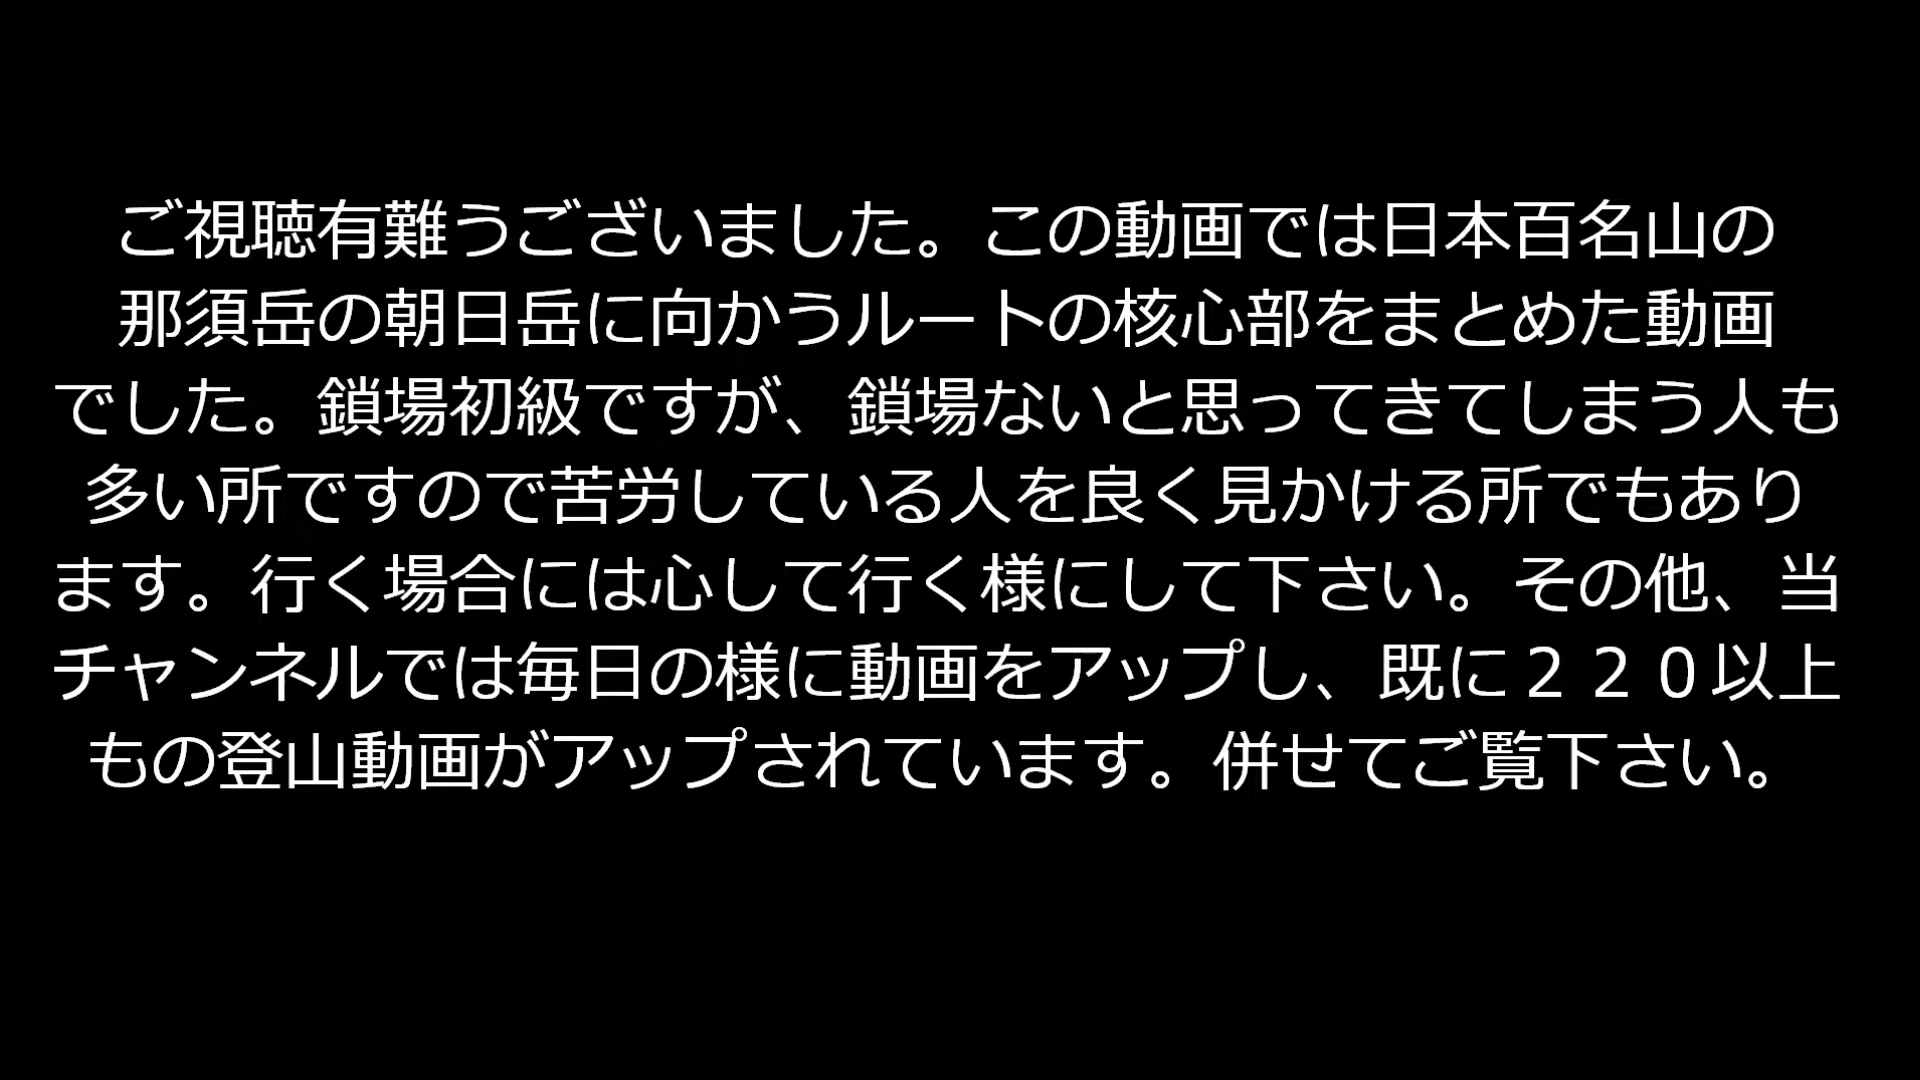 ご視聴有難うございました。この動画では日本百名山の
那須岳の朝日岳に向かうルートの核心部をまとめた動画
でした。鎖場初級ですが、鎖場ないと思ってきてしまう人も
多い所ですので苦労している人を良く見かける所でもあり
ます。行く場合には心して行く様にして下さい。その他、当
チャンネルでは毎日の様に動画をアップし、既に２２０以上
もの登山動画がアップされています。併せてご覧下さい。